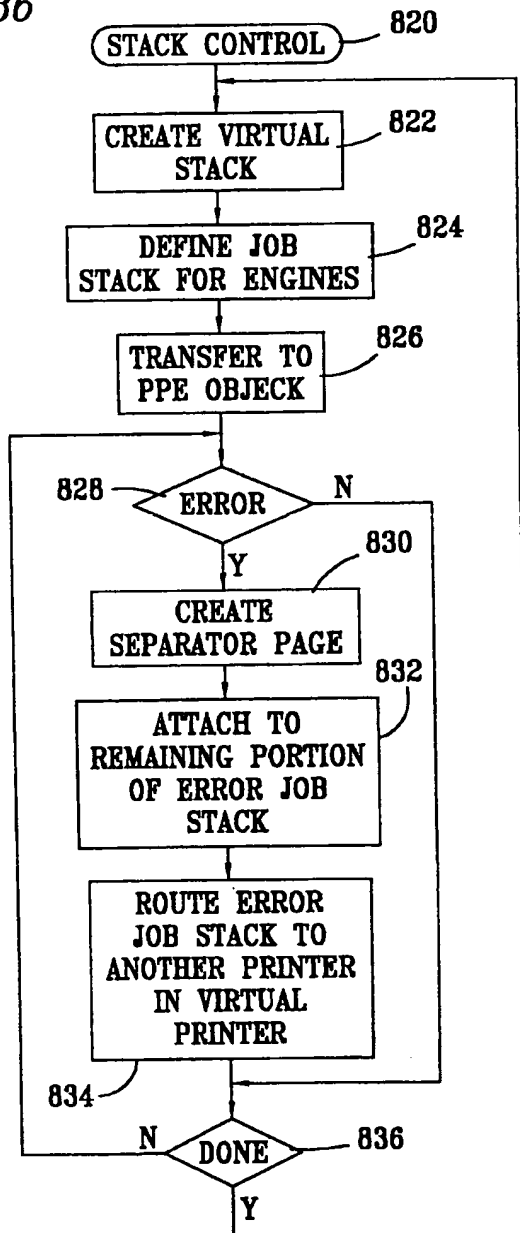 STACK CONTROL
820
CREATE VIRTUAL
STACK
822
DEFINE JOB
STACK FOR ENGINES
824
TRANSFER TO
PPE OBJECK
826
828
ERROR
N
Y
830
CREATE
SEPARATOR PAGE
832
ATTACH TO
REMAINING PORTION
OF ERROR JOB
STACK
ROUTE ERROR
JOB STACK TO
ANOTHER PRINTER
IN VIRTUAL
PRINTER
834
N
DONE
836
Y